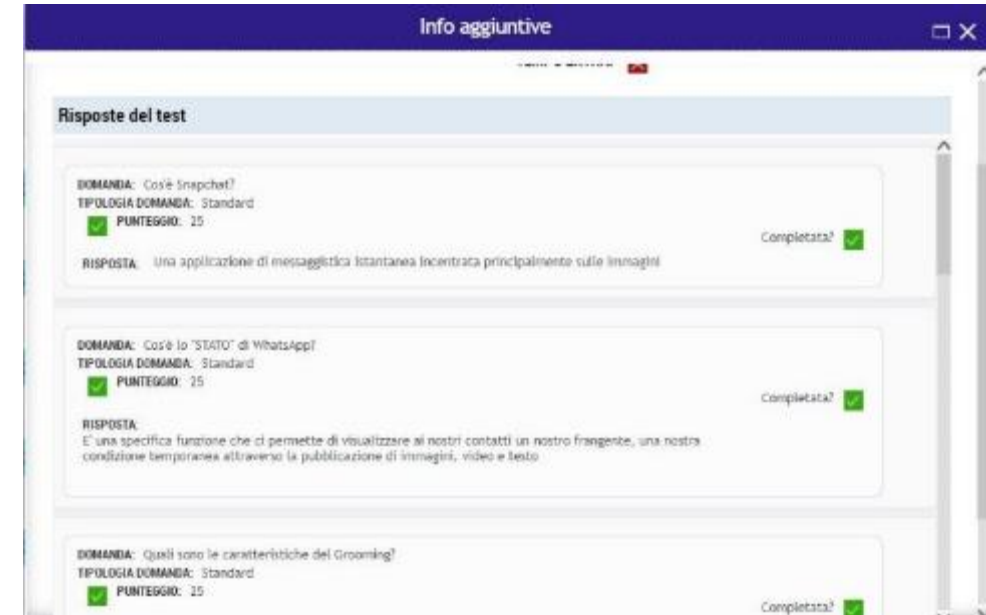 Info aggiuntive
Risposte del test
DOMANDA: Cos'è Snapchat?
TIPOLOGIA DOMANDA: Standard
PUNTEGGIO: 25
Completata?
RISPOSTA: Una applicazione di messaggistica istantanea incentrata principalmente sulle immagini
DOMANDA: Cos'è lo "STATO" di WhatsApp?
TIPOLOGIA DOMANDA: Standard
PUNTEGGIO: 25
Completata?
RISPOSTA:
E' una specifica funzione che ci permette di visualizzare ai nostri contatti un nostro frangente, una nostra
condizione temporanea attraverso la pubblicazione di immagini, video e testo
DOMANDA: Quali sono le caratteristiche del Grooming?
TIPOLOGIA DOMANDA: Standard
PUNTEGGIO: 25
Completata?